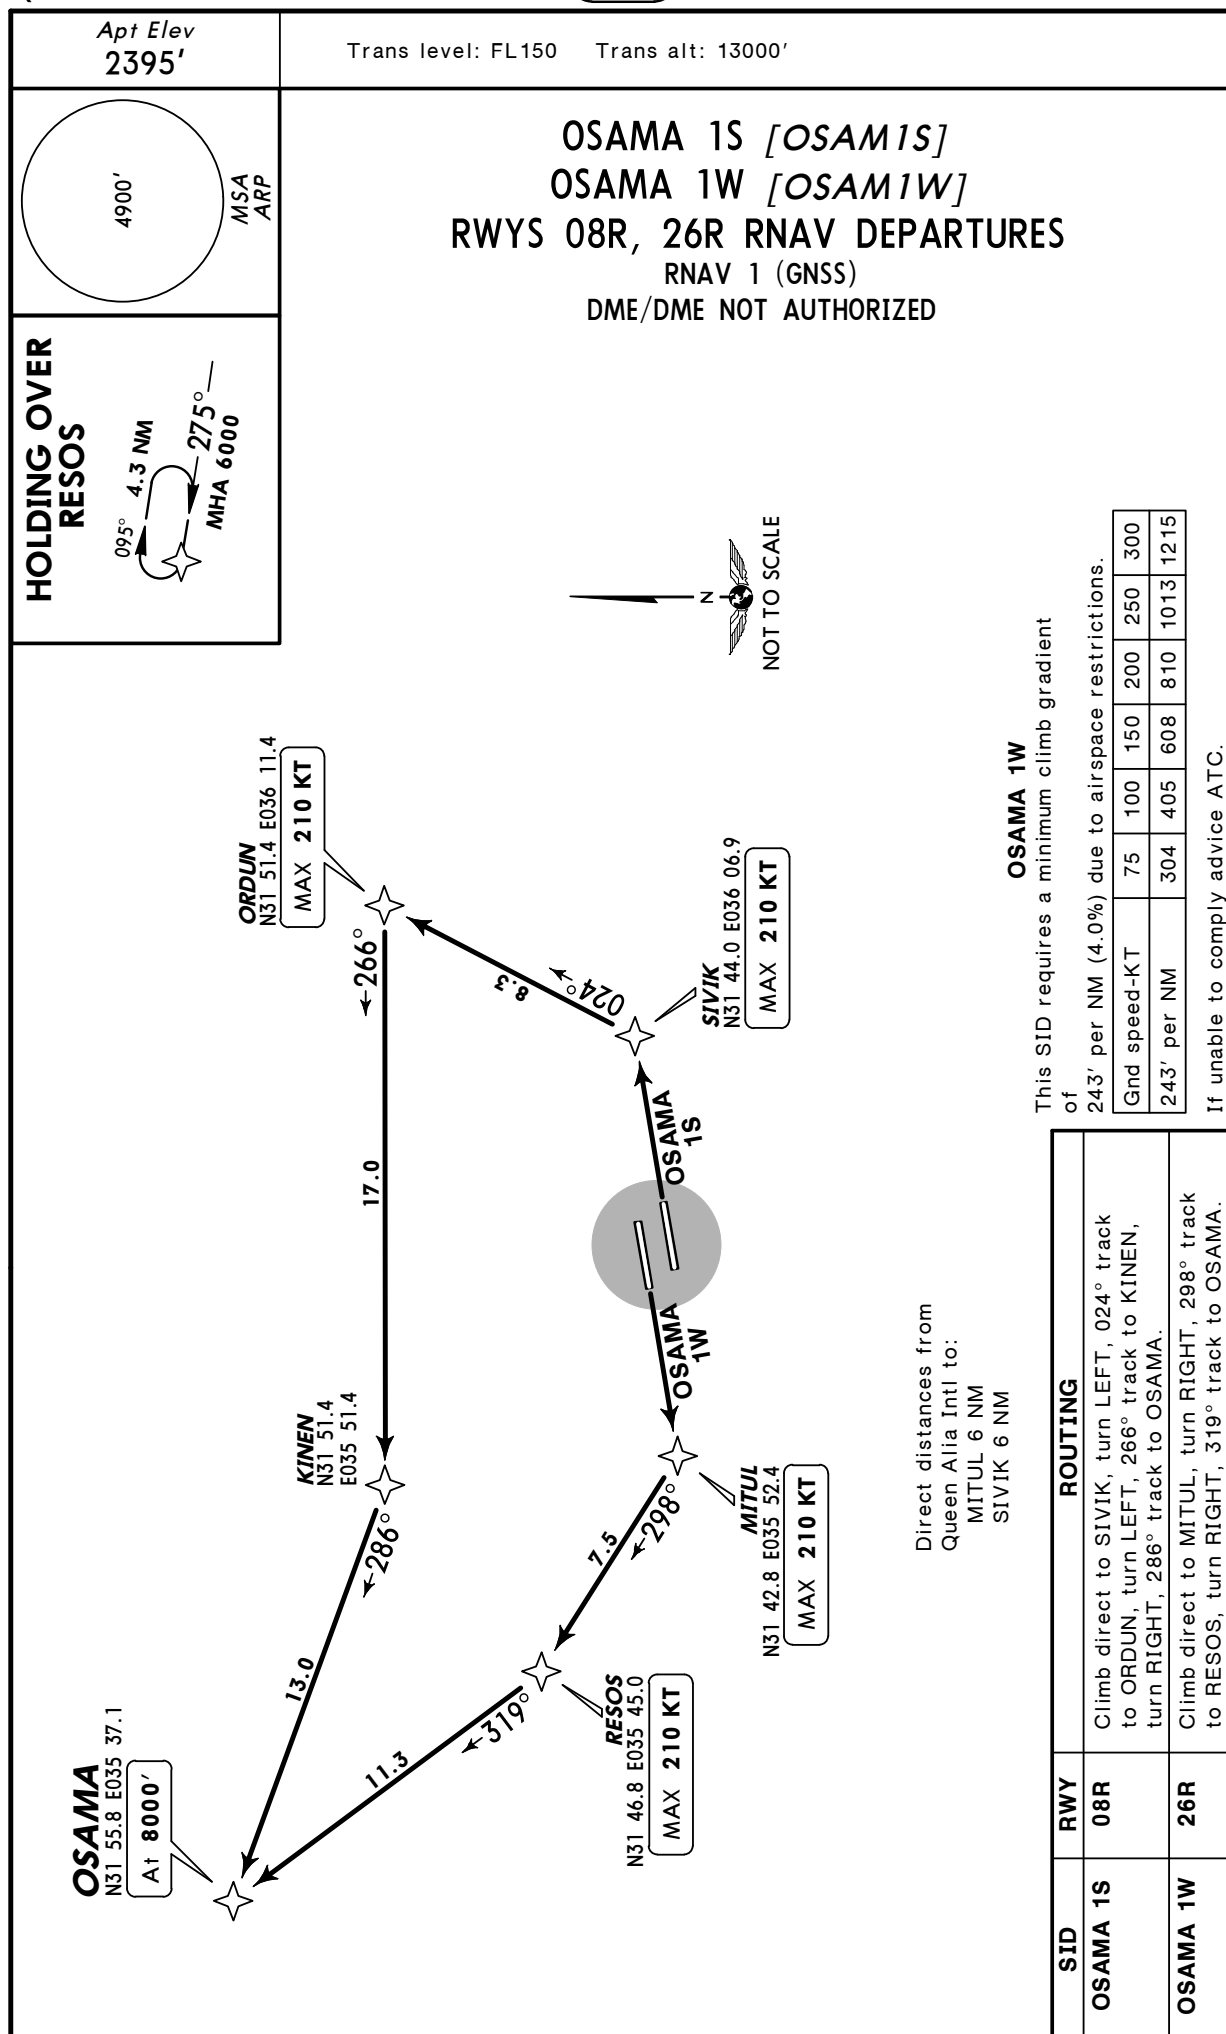 Apt Elev
2395'
Trans level: FL150 Trans alt: 13000'
4900'
MSA
ARP
OSAMA 1S [OSAM1S]
OSAMA 1W [OSAM1W]
RWYS 08R, 26R RNAV DEPARTURES
RNAV 1 (GNSS)
DME/DME NOT AUTHORIZED
HOLDING OVER
RESOS
095°
4.3 NM
275°
MHA 6000
N
NOT TO SCALE
ORDUN
N31 51.4 E036 11.4
MAX 210 KT
266°
8.3
024°
SIVIK
N31 44.0 E036 06.9
MAX 210 KT
17.0
OSAMA
1S
OSAMA
1W
KINEN
N31 51.4
E035 51.4
286°
13.0
MITUL
N31 42.8 E035 52.4
MAX 210 KT
298°
7.5
RESOS
N31 46.8 E035 45.0
MAX 210 KT
319°
11.3
OSAMA
N31 55.8 E035 37.1
At 8000'
Direct distances from
Queen Alia Intl to:
MITUL 6 NM
SIVIK 6 NM
OSAMA 1W
This SID requires a minimum climb gradient
of
243' per NM (4.0%) due to airspace restrictions.
Gnd speed-KT 75 100 150 200 250 300
243' per NM 304 405 608 810 1013 1215
If unable to comply advice ATC.
SID RWY ROUTING
OSAMA 1S 08R Climb direct to SIVIK, turn LEFT, 024° track
to ORDUN, turn LEFT, 266° track to KINEN,
turn RIGHT, 286° track to OSAMA.
OSAMA 1W 26R Climb direct to MITUL, turn RIGHT, 298° track
to RESOS, turn RIGHT, 319° track to OSAMA.